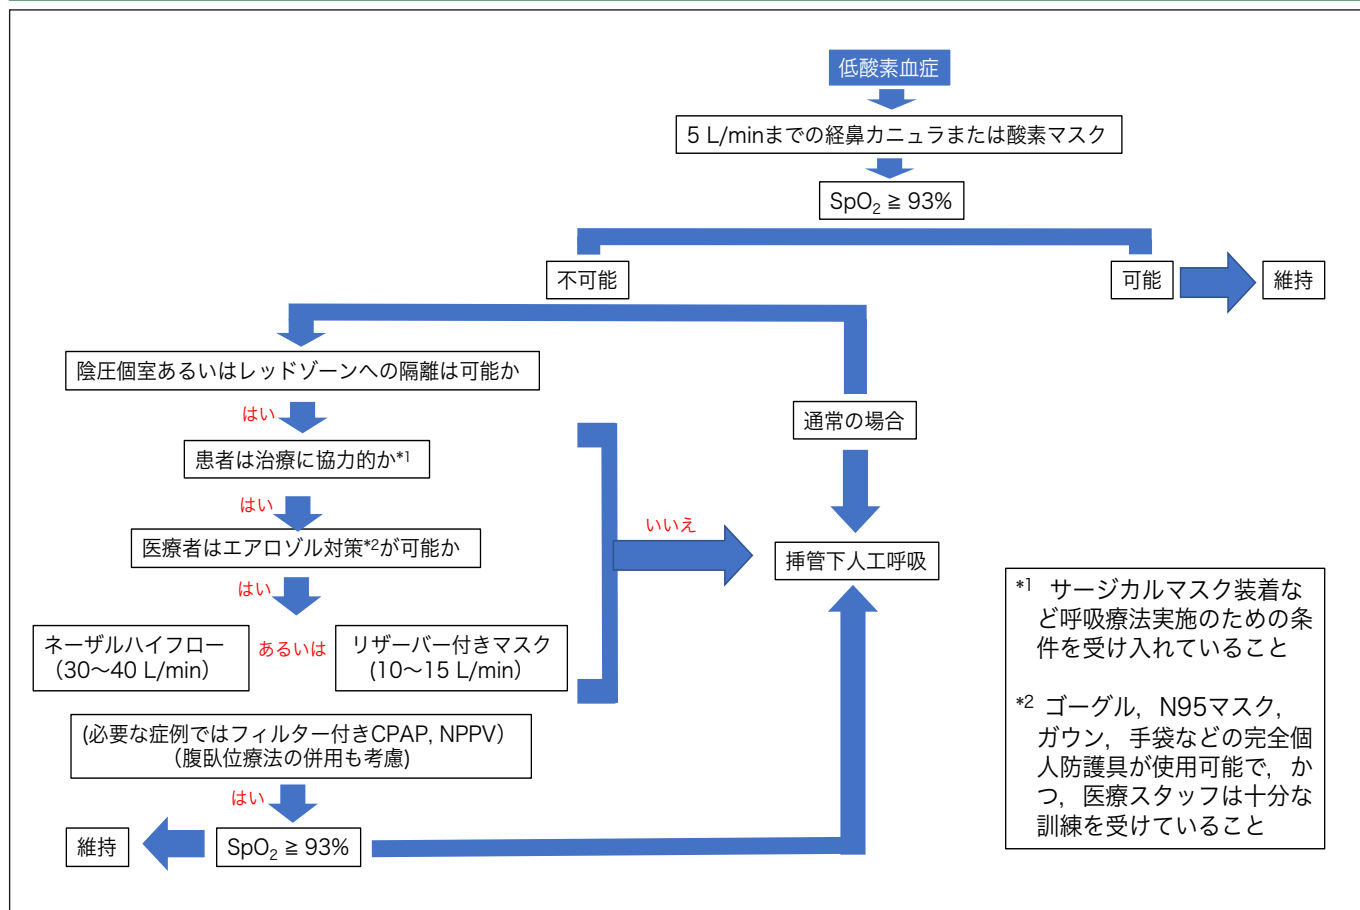 低酸素血症
5 L/minまでの経鼻カニュラまたは酸素マスク
SpO₂ ≧ 93%
不可能
可能
維持
陰圧個室あるいはレッドゾーンへの隔離は可能か
はい
通常の場合
患者は治療に協力的か*1
はい
いいえ
医療者はエアロゾル対策*2が可能か
挿管下人工呼吸
はい
ネーザルハイフロー
（30〜40 L/min）
あるいは
リザーバー付きマスク
(10〜15 L/min）
(必要な症例ではフィルター付きCPAP, NPPV）
（腹臥位療法の併用も考慮)
はい
維持
SpO₂ ≧ 93%
*1 サージカルマスク装着な
ど呼吸療法実施のための条
件を受け入れていること
*2 ゴーグル，N95マスク，
ガウン，手袋などの完全個
人防護具が使用可能で，か
つ，医療スタッフは十分な
訓練を受けていること